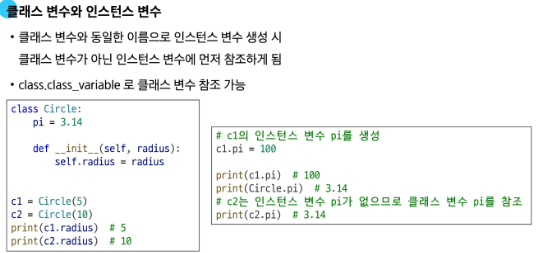 클래스 변수와 인스턴스 변수
• 클래스 변수와 동일한 이름으로 인스턴스 변수 생성 시
클래스 변수가 아닌 인스턴스 변수에 먼저 참조하게 됨
• class.class_variable 로 클래스 변수 참조 가능
class Circle:
    pi = 3.14
    def __init__(self, radius):
        self.radius = radius
c1 = Circle(5)
c2 = Circle(10)
print(c1.radius)  # 5
print(c2.radius)  # 10
# c1의 인스턴스 변수 pi를 생성
c1.pi = 100
print(c1.pi)  # 100
print(Circle.pi)  # 3.14
# c2는 인스턴스 변수 pi가 없으므로 클래스 변수 pi를 참조
print(c2.pi)  # 3.14